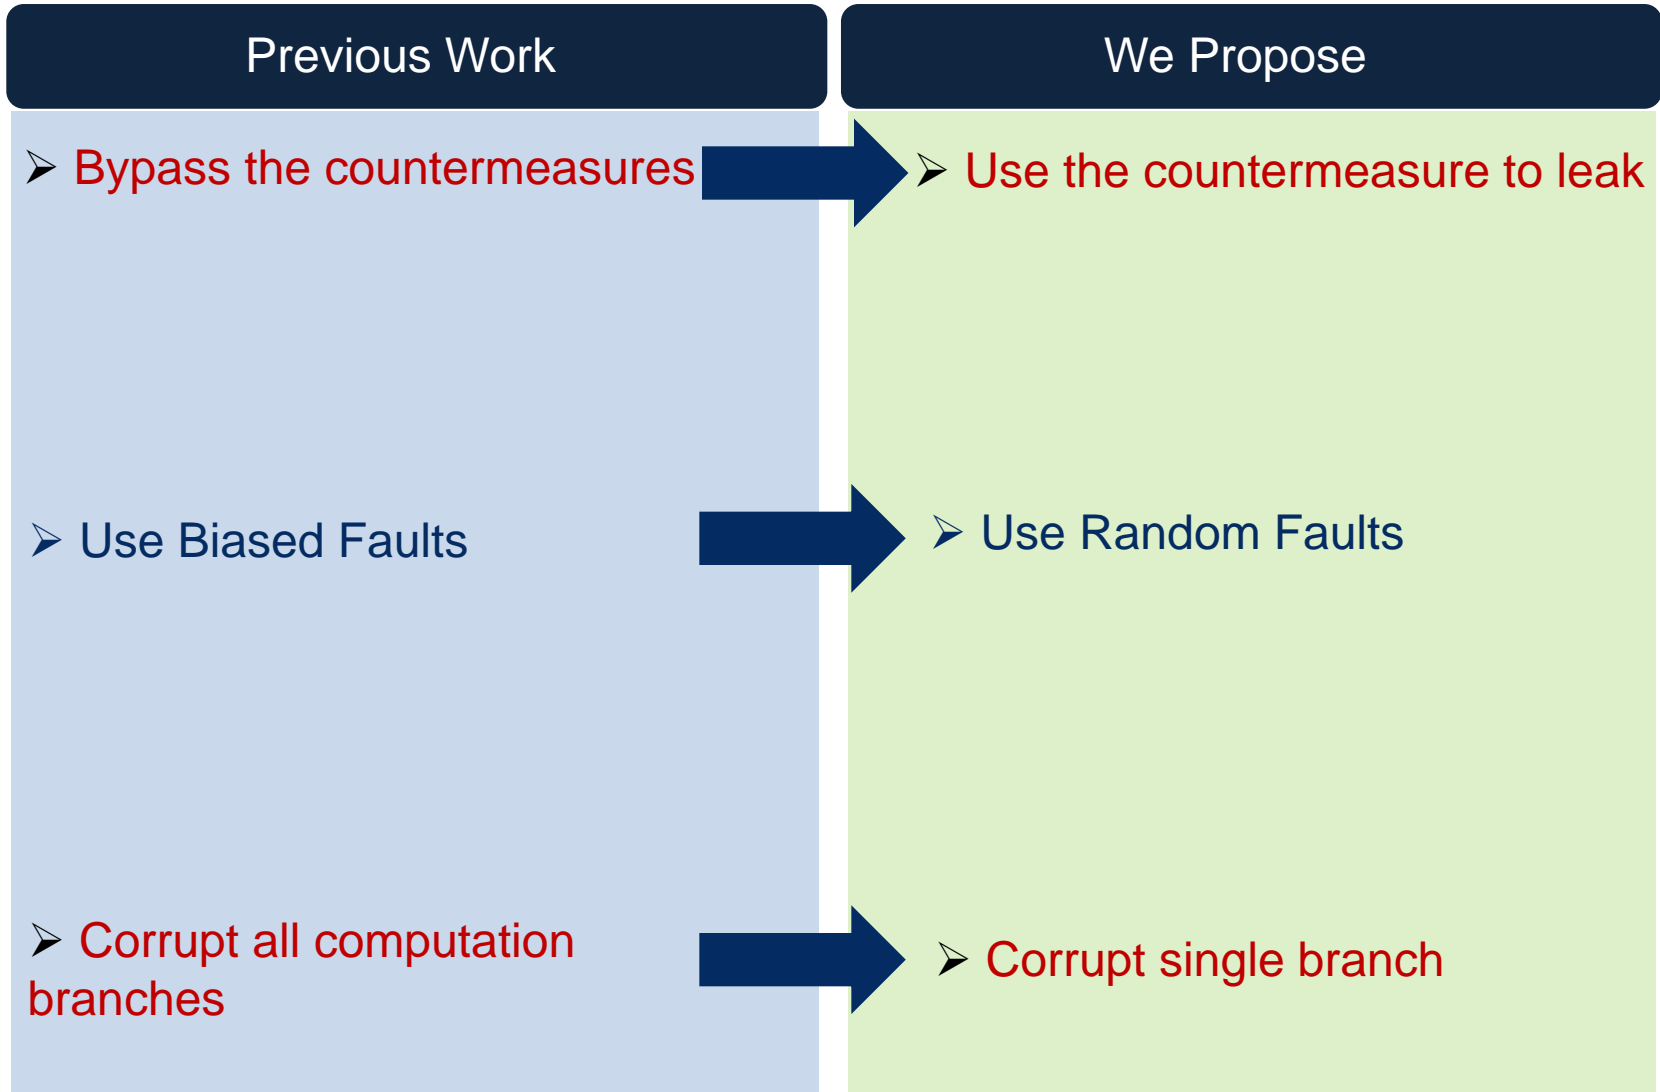 Previous Work
We Propose
➢ Bypass the countermeasures
➢ Use the countermeasure to leak
➢ Use Biased Faults
➢ Use Random Faults
➢ Corrupt all computation
branches
➢ Corrupt single branch